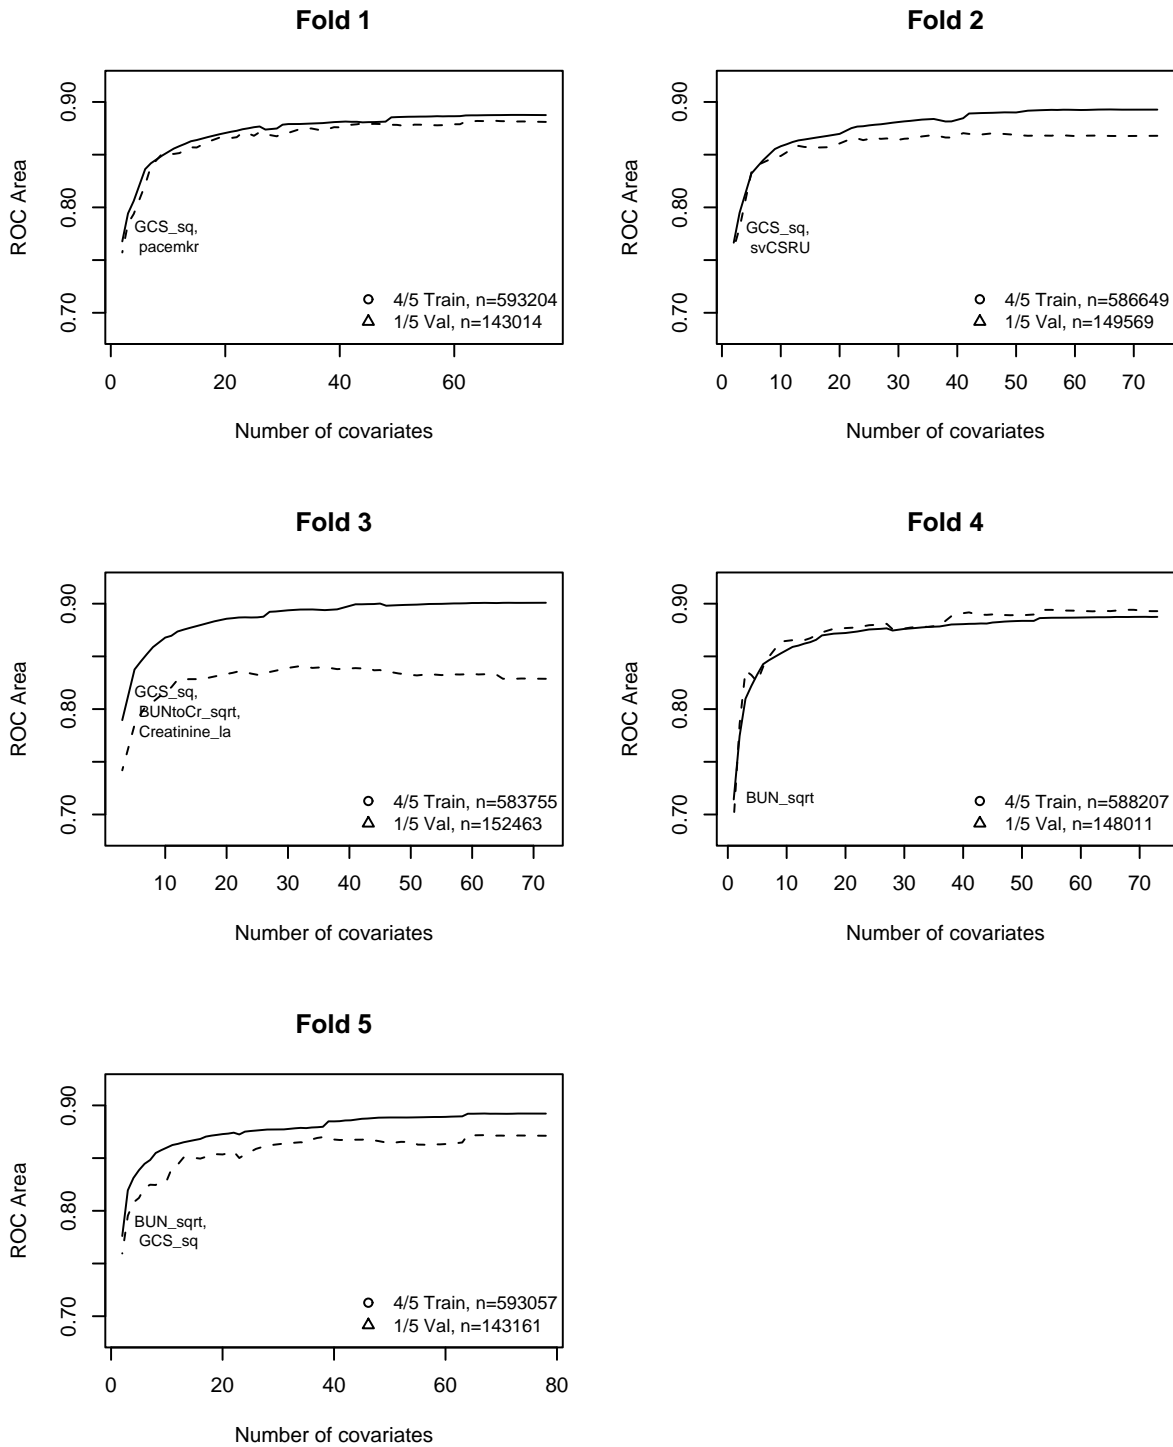 Fold 1
ROC Area
0.90
0.80
0.70
GCS_sq,
pacemkr
4/5 Train, n=593204
1/5 Val, n=143014
0 20 40 60
Number of covariates
Fold 2
ROC Area
0.90
0.80
0.70
GCS_sq,
svCSRU
4/5 Train, n=586649
1/5 Val, n=149569
0 10 20 30 40 50 60 70
Number of covariates
Fold 3
ROC Area
0.90
0.80
0.70
GCS_sq,
BUNtoCr_sqrt,
Creatinine_la
4/5 Train, n=583755
1/5 Val, n=152463
10 20 30 40 50 60 70
Number of covariates
Fold 4
ROC Area
0.90
0.80
0.70
BUN_sqrt
4/5 Train, n=588207
1/5 Val, n=148011
0 10 20 30 40 50 60 70
Number of covariates
Fold 5
ROC Area
0.90
0.80
0.70
BUN_sqrt,
GCS_sq
4/5 Train, n=593057
1/5 Val, n=143161
0 20 40 60 80
Number of covariates